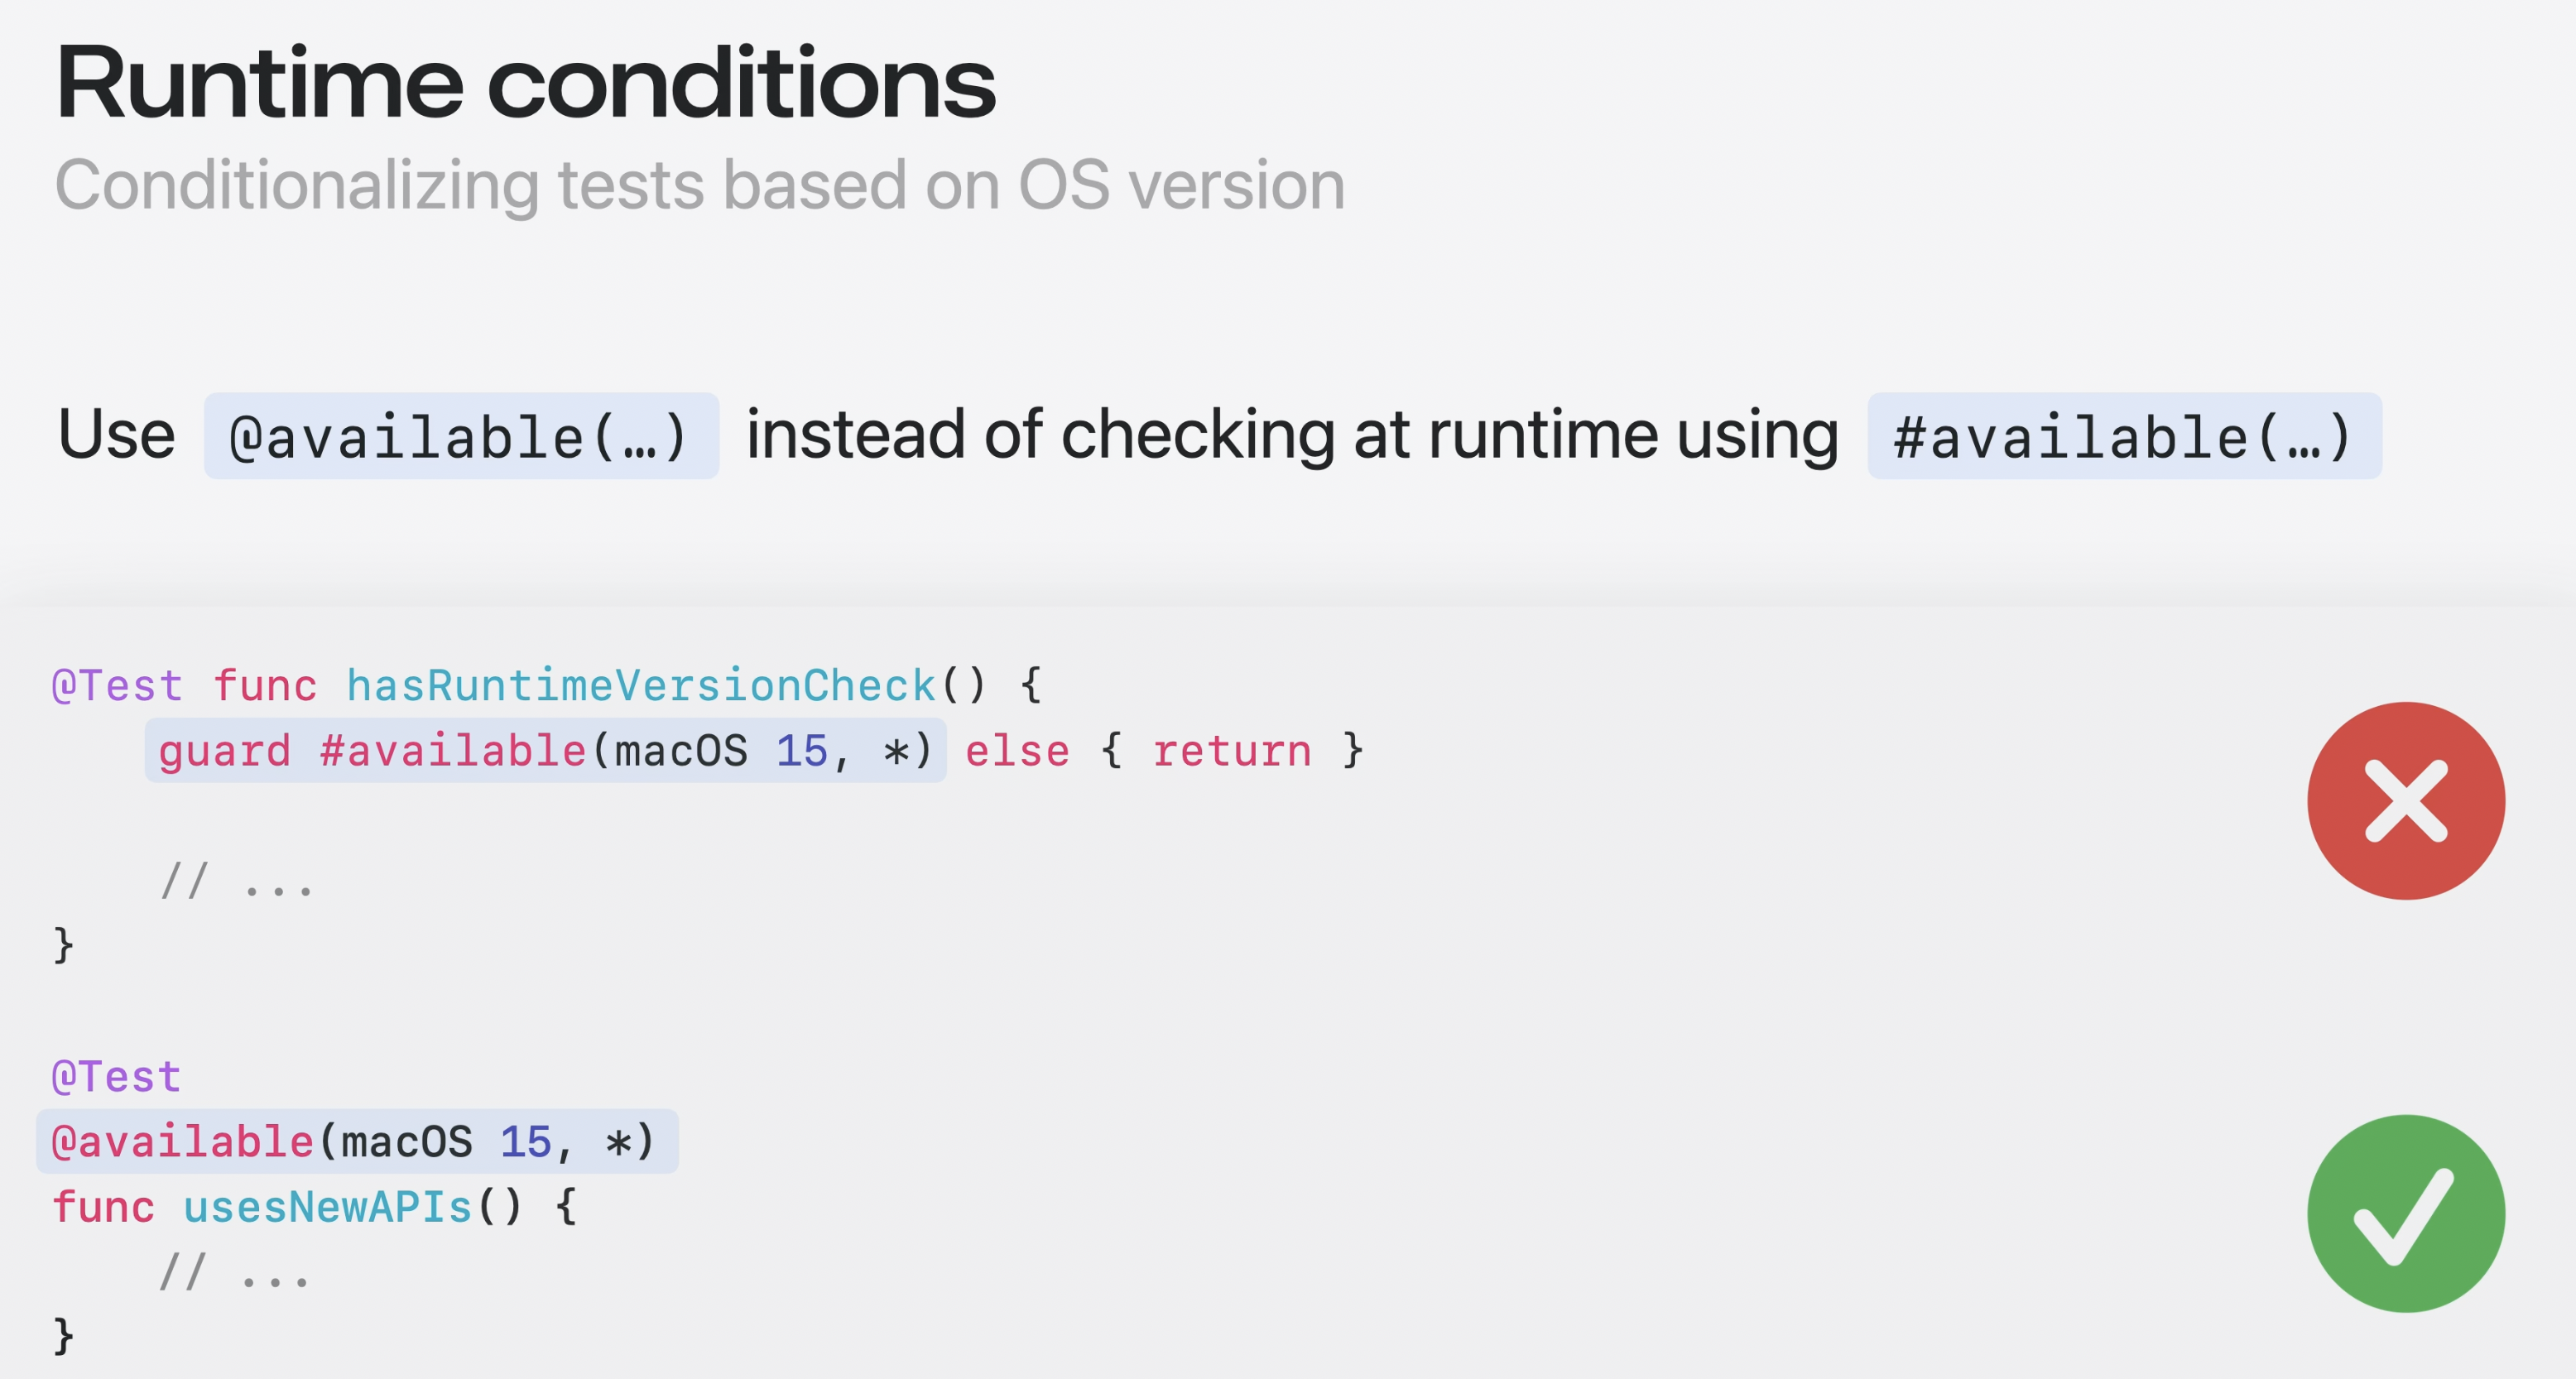 Runtime conditions
Conditionalizing tests based on OS version
Use @available(…) instead of checking at runtime using #available(…)
@Test func hasRuntimeVersionCheck() {
    guard #available(macOS 15, *) else { return }
    // ...
}
@Test
@available(macOS 15, *)
func usesNewAPIs() {
    // ...
}